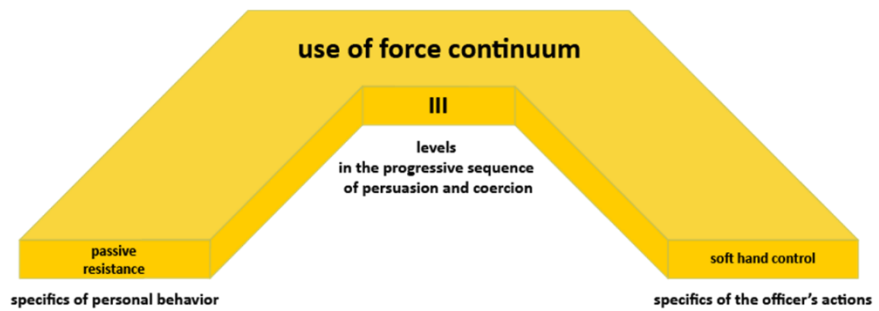 use of force continuum
III
levels
in the progressive sequence
of persuasion and coercion
passive
resistance
soft hand control
specifics of personal behavior
specifics of the officer's actions